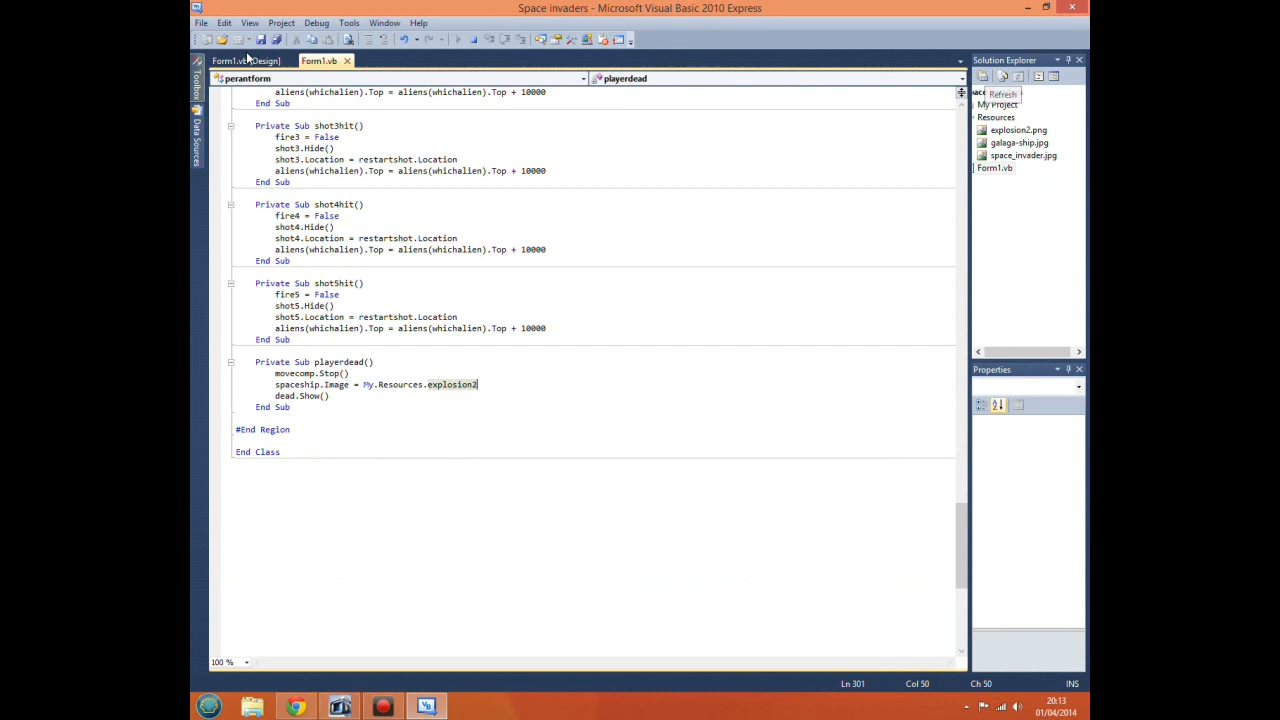 Space invaders - Microsoft Visual Basic 2010 Express
File Edit View Project Debug Tools Window Help
Form1.vb [Design] Form1.vb
Solution Explorer
perantform playerdead
Refresh
My Project
Resources
explosion2.png
galaga-ship.jpg
space_invader.jpg
Form1.vb
Toolbox
Data Sources
aliens(whichalien).Top = aliens(whichalien).Top + 10000
End Sub
Private Sub shot3hit()
fire3 = False
shot3.Hide()
shot3.Location = restartshot.Location
aliens(whichalien).Top = aliens(whichalien).Top + 10000
End Sub
Private Sub shot4hit()
fire4 = False
shot4.Hide()
shot4.Location = restartshot.Location
aliens(whichalien).Top = aliens(whichalien).Top + 10000
End Sub
Private Sub shot5hit()
fire5 = False
shot5.Hide()
shot5.Location = restartshot.Location
aliens(whichalien).Top = aliens(whichalien).Top + 10000
End Sub
Private Sub playerdead()
movecomp.Stop()
spaceship.Image = My.Resources.explosion2
dead.Show()
End Sub
#End Region
End Class
Properties
100 %
Ln 301 Col 50 Ch 50 INS
20:13
01/04/2014